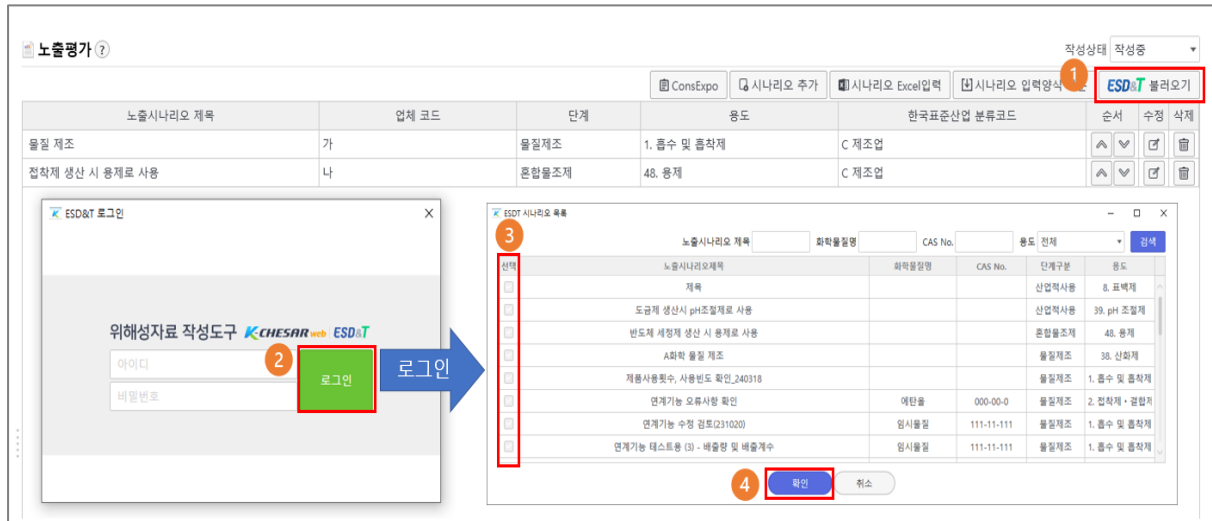 노출평가 ?
작성상태 작성중
1
ConsExpo 시나리오 추가 시나리오 Excel입력 시나리오 입력양식 ESD&T 불러오기
노출시나리오 제목 업체 코드 단계 용도 한국표준산업 분류코드 순서 수정 삭제
물질 제조 가 물질제조 1. 흡수 및 흡착제 C 제조업
접착제 생산 시 용제로 사용 나 혼합물조제 48. 용제 C 제조업
ESD&T 로그인 X
위해성자료 작성도구 K-CHESAR web ESD&T
아이디
비밀번호
2
로그인
로그인
ESDT 시나리오 목록
3
노출시나리오 제목 화학물질명 CAS No. 용도 전체 검색
선택 노출시나리오제목 화학물질명 CAS No. 단계구분 용도
제목 산업적사용 8. 표백제
도금제 생산시 pH조절제로 사용 산업적사용 39. pH 조절제
반도체 세정제 생산 시 용제로 사용 혼합물조제 48. 용제
A화학 물질 제조 물질제조 38. 산화제
제품사용횟수, 사용빈도 확인_240318 물질제조 1. 흡수 및 흡착제
연계기능 오류사항 확인 에탄올 000-00-0 물질제조 2. 접착제・결합제
연계기능 수정 검토(231020) 임시물질 111-11-111 물질제조 1. 흡수 및 흡착제
연계기능 테스트용 (3) - 배출량 및 배출계수 임시물질 111-11-111 물질제조 1. 흡수 및 흡착제
4
확인 취소